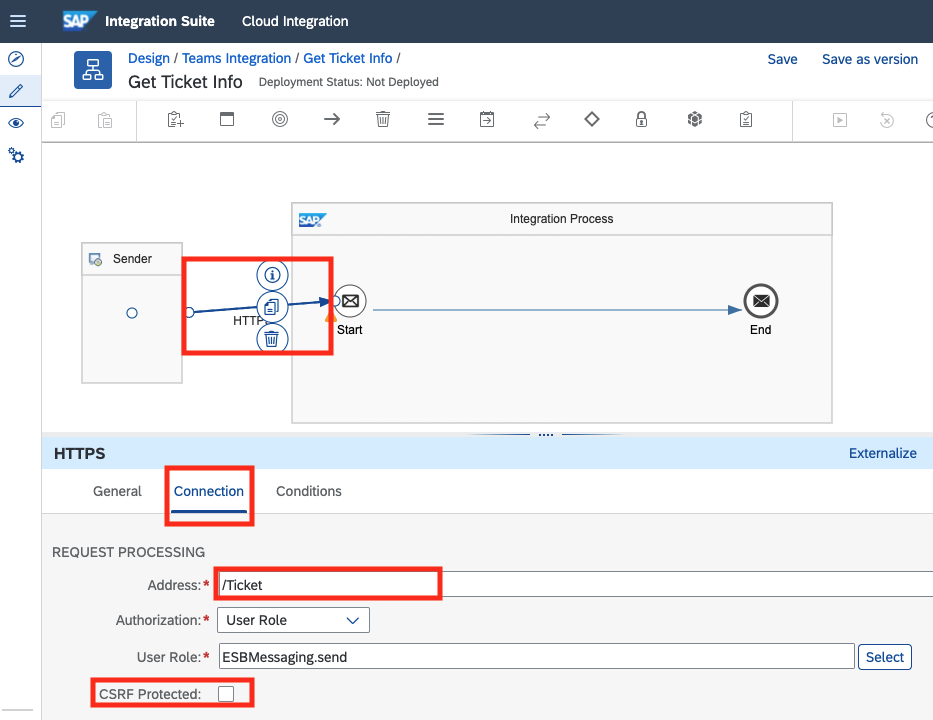 SAP Integration Suite Cloud Integration
Design / Teams Integration / Get Ticket Info /
Get Ticket Info Deployment Status: Not Deployed
Save Save as version
SAP Integration Process
Sender
HTTP
Start
End
HTTPS Externalize
General Connection Conditions
REQUEST PROCESSING
Address:* /Ticket
Authorization:* User Role
User Role:* ESBMessaging.send Select
CSRF Protected: